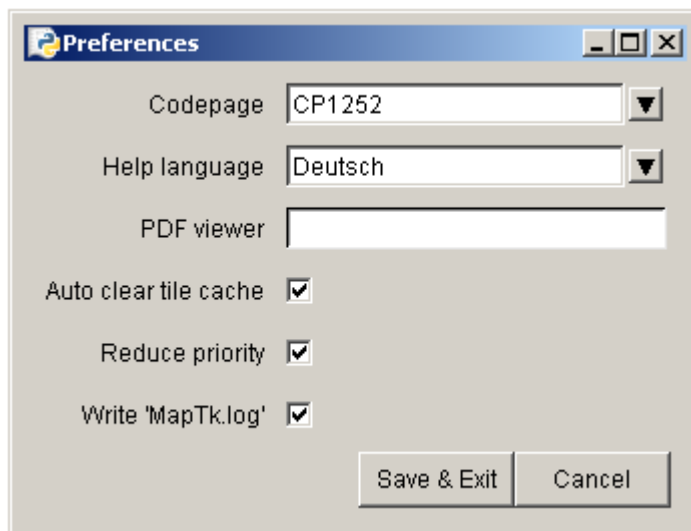 Preferences
Codepage CP1252
Help language Deutsch
PDF viewer
Auto clear tile cache
Reduce priority
Write 'MapTk.log'
Save & Exit Cancel